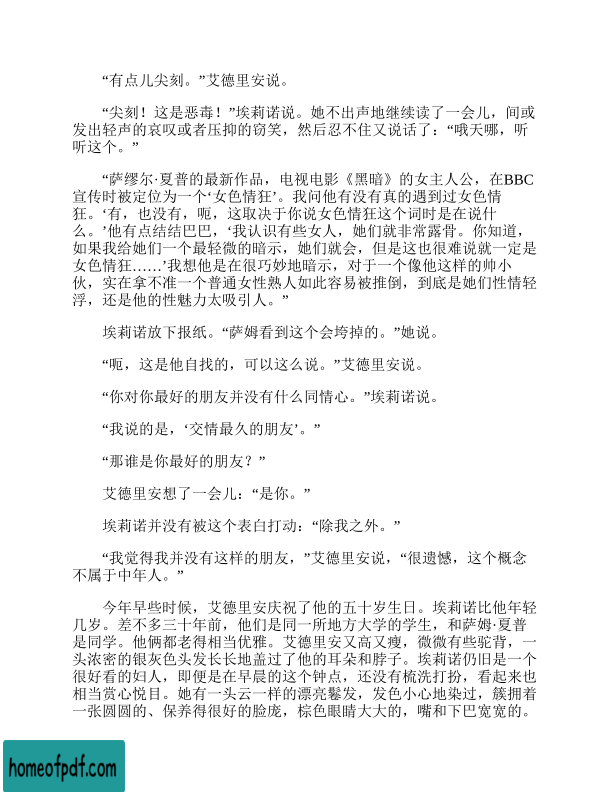 “有点儿尖刻。”艾德里安说。
“尖刻！这是恶毒！”埃莉诺说。她不出声地继续读了一会儿，间或
发出轻声的哀叹或者压抑的窃笑，然后忍不住又说话了：“哦天哪，听
听这个。”
“萨缪尔·夏普的最新作品，电视电影《黑暗》的女主人公，在BBC
宣传时被定位为一个‘女色情狂’。我问他有没有真的遇到过女色情
狂。‘有，也没有，呃，这取决于你说女色情狂这个词时是在说什
么。’他有点结结巴巴，‘我认识有些女人，她们就非常露骨。你知道，
如果我给她们一个最轻微的暗示，她们就会，但是这也很难说就一定是
女色情狂……’我想他是在很巧妙地暗示，对于一个像他这样的帅小
伙，实在拿不准一个普通女性熟人如此容易被推倒，到底是她们性情轻
浮，还是他的性魅力太吸引人。”
埃莉诺放下报纸。“萨姆看到这个会垮掉的。”她说。
“呃，这是他自找的，可以这么说。”艾德里安说。
“你对你最好的朋友并没有什么同情心。”埃莉诺说。
“我说的是，‘交情最久的朋友’。”
“那谁是你最好的朋友？”
艾德里安想了一会儿：“是你。”
埃莉诺并没有被这个表白打动：“除我之外。”
“我觉得我并没有这样的朋友，”艾德里安说，“很遗憾，这个概念
不属于中年人。”
今年早些时候，艾德里安庆祝了他的五十岁生日。埃莉诺比他年轻
几岁。差不多三十年前，他们是同一所地方大学的学生，和萨姆·夏普
是同学。他俩都老得相当优雅。艾德里安又高又瘦，微微有些驼背，一
头浓密的银灰色头发长长地盖过了他的耳朵和脖子。埃莉诺仍旧是一个
很好看的妇人，即便是在早晨的这个钟点，还没有梳洗打扮，看起来也
相当赏心悦目。她有一头云一样的漂亮鬈发，发色小心地染过，簇拥着
一张圆圆的、保养得很好的脸庞，棕色眼睛大大的，嘴和下巴宽宽的。
homeofpdf.com